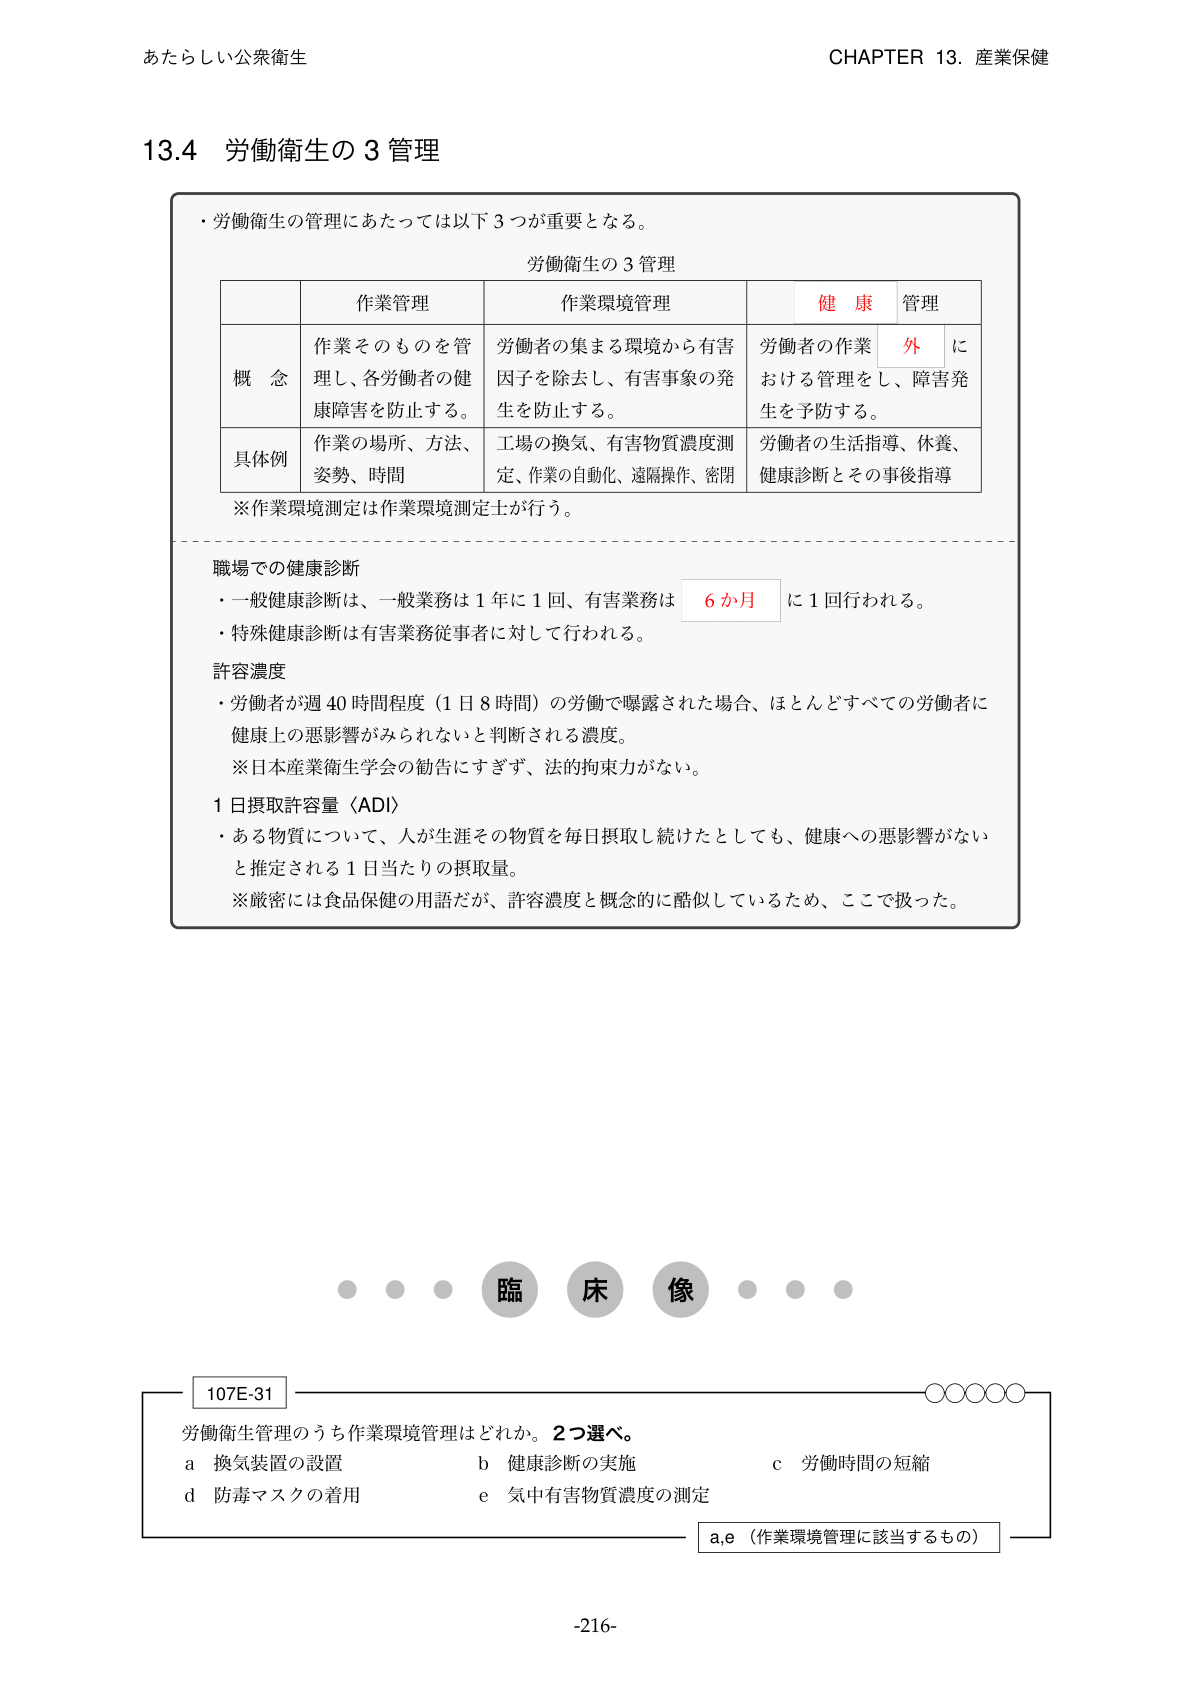 あたらしい公衆衛生
CHAPTER 13. 産業保健
13.4 労働衛生の 3 管理
・労働衛生の管理にあたっては以下 3 つが重要となる。
労働衛生の 3 管理
作業管理 作業環境管理 健 康 管理
概 念
作業そのものを管
理し、各労働者の健
康障害を防止する。
労働者の集まる環境から有害
因子を除去し、有害事象の発
生を防止する。
労働者の作業 外 に
おける管理をし、障害発
生を予防する。
具体例
作業の場所、方法、
姿勢、時間
工場の換気、有害物質濃度測
定、作業の自動化、遠隔操作、密閉
労働者の生活指導、休養、
健康診断とその事後指導
※作業環境測定は作業環境測定士が行う。
職場での健康診断
・一般健康診断は、一般業務は 1 年に 1 回、有害業務は 6 か月 に 1 回行われる。
・特殊健康診断は有害業務従事者に対して行われる。
許容濃度
・労働者が週 40 時間程度（1 日 8 時間）の労働で曝露された場合、ほとんどすべての労働者に
健康上の悪影響がみられないと判断される濃度。
※日本産業衛生学会の勧告にすぎず、法的拘束力がない。
1 日摂取許容量〈ADI〉
・ある物質について、人が生涯その物質を毎日摂取し続けたとしても、健康への悪影響がない
と推定される 1 日当たりの摂取量。
※厳密には食品保健の用語だが、許容濃度と概念的に酷似しているため、ここで扱った。
臨 床 像
107E-31
労働衛生管理のうち作業環境管理はどれか。2つ選べ。
a 換気装置の設置 b 健康診断の実施 c 労働時間の短縮
d 防毒マスクの着用 e 気中有害物質濃度の測定
a,e （作業環境管理に該当するもの）
-216-